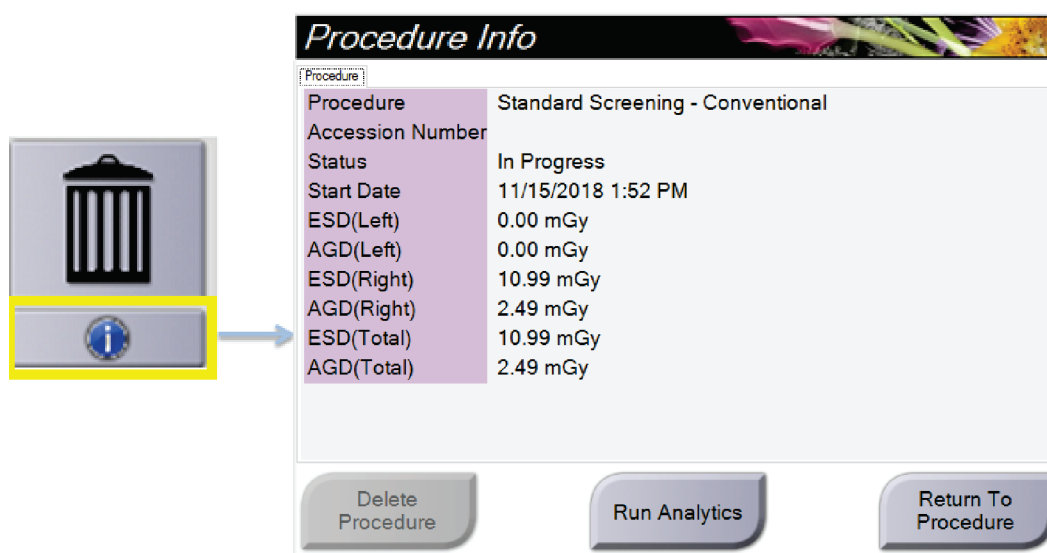 Procedure Info
Procedure
Procedure Standard Screening - Conventional
Accession Number
Status In Progress
Start Date 11/15/2018 1:52 PM
ESD(Left) 0.00 mGy
AGD(Left) 0.00 mGy
ESD(Right) 10.99 mGy
AGD(Right) 2.49 mGy
ESD(Total) 10.99 mGy
AGD(Total) 2.49 mGy
i
Delete
Procedure
Run Analytics
Return To
Procedure